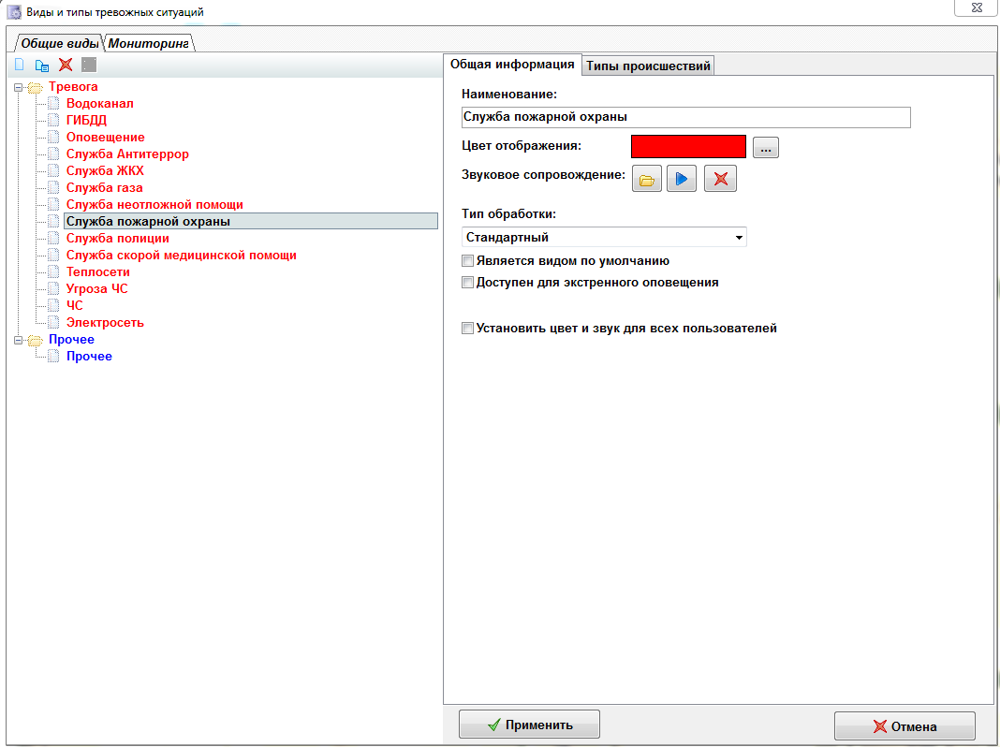 Виды и типы тревожных ситуаций
Общие виды
Мониторинг
Тревога
Водоканал
ГИБДД
Оповещение
Служба Антитеррор
Служба ЖКХ
Служба газа
Служба неотложной помощи
Служба пожарной охраны
Служба полиции
Служба скорой медицинской помощи
Теплосети
Угроза ЧС
ЧС
Электросеть
Прочее
Прочее
Общая информация
Типы происшествий
Наименование:
Служба пожарной охраны
Цвет отображения:
...
Звуковое сопровождение:
Тип обработки:
Стандартный
Является видом по умолчанию
Доступен для экстренного оповещения
Установить цвет и звук для всех пользователей
Применить
Отмена